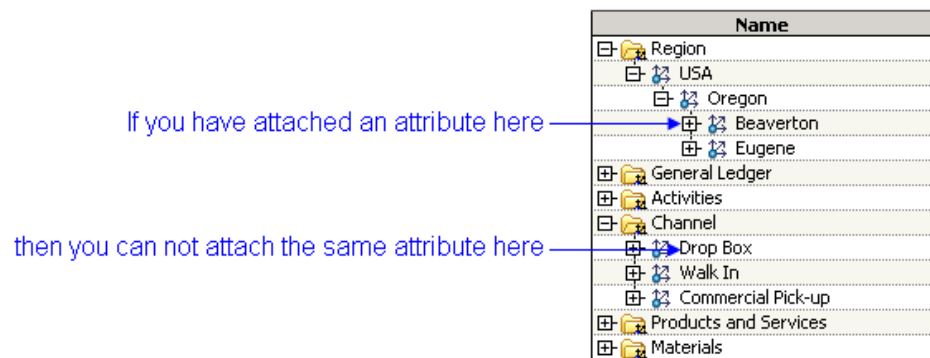 Name
Region
USA
Oregon
If you have attached an attribute here
Beaverton
Eugene
General Ledger
Activities
Channel
then you can not attach the same attribute here
Drop Box
Walk In
Commercial Pick-up
Products and Services
Materials